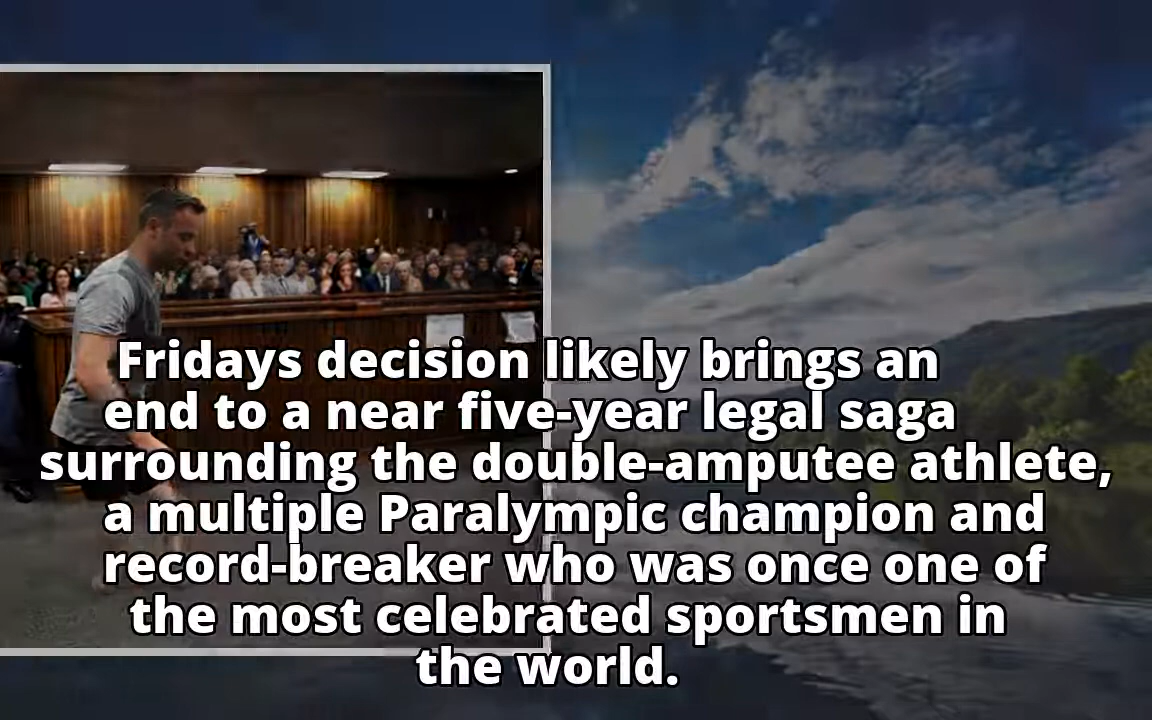 Fridays decision likely brings an
end to a near five-year legal saga
surrounding the double-amputee athlete,
a multiple Paralympic champion and
record-breaker who was once one of
the most celebrated sportsmen in
the world.